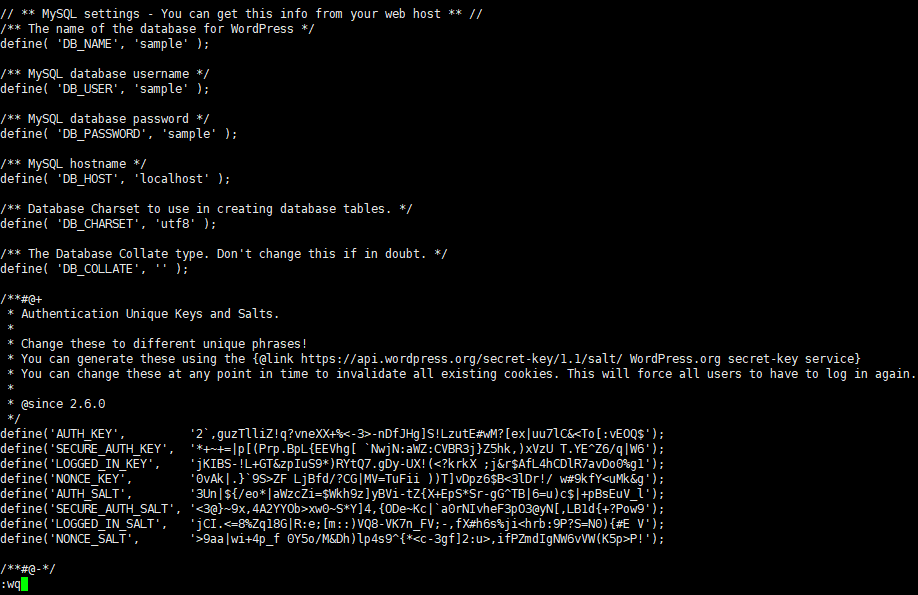 // ** MySQL settings - You can get this info from your web host ** //
/** The name of the database for WordPress */
define( 'DB_NAME', 'sample' );
/** MySQL database username */
define( 'DB_USER', 'sample' );
/** MySQL database password */
define( 'DB_PASSWORD', 'sample' );
/** MySQL hostname */
define( 'DB_HOST', 'localhost' );
/** Database Charset to use in creating database tables. */
define( 'DB_CHARSET', 'utf8' );
/** The Database Collate type. Don't change this if in doubt. */
define( 'DB_COLLATE', '' );
/**#@+
 * Authentication Unique Keys and Salts.
 *
 * Change these to different unique phrases!
 * You can generate these using the {@link https://api.wordpress.org/secret-key/1.1/salt/ WordPress.org secret-key service}
 * You can change these at any point in time to invalidate all existing cookies. This will force all users to have to log in again.
 *
 * @since 2.6.0
 */
define('AUTH_KEY',         '2`,guzTlliZ!q?vneXX+%<-3>-nDfJHg]S!LzutE#wM?[ex|uu7lC&<To[:vEOQ$');
define('SECURE_AUTH_KEY',  '*+~+=|p[(Prp.BpL{EEVhg[ `NwjN:aWZ:CVBR3j}Z5hk,)xVzU T.YE^Z6/q|W6');
define('LOGGED_IN_KEY',    'jKIBS-!L+GT&zpIuS9*)RYtQ7.gDy-UX!(<?krkX ;j&r$AfL4hCDlR7avDo0%g1');
define('NONCE_KEY',        '0vAk|.}`9S>ZF LjBfd/?CG|MV=TuFii ))T]vDpz6$B<3lDr!/ w#9kfY<uMk&g');
define('AUTH_SALT',        '3Un|${/eo*|aWzcZi=$Wkh9z]yBVi-tZ{X+EpS*Sr-gG^TB|6=u)c$|+pBsEuV_l');
define('SECURE_AUTH_SALT', '<3@}~9x,4A2YYOb>xw0~S*Y]4,{ODe~Kc|`a0rNIvheF3pO3@yN[,LB1d{+?Pow9');
define('LOGGED_IN_SALT',   'jCI.<=8%Zq18G|R:e;[m::)VQ8-VK7n_FV;-,fX#h6s%ji<hrb:9P?S=N0){#E V');
define('NONCE_SALT',       '>9aa|wi+4p_f 0Y5o/M&Dh)lp4s9^{*<c-3gf]2:u>,ifPZmdIgNW6vVW(K5p>P!');
/**#@-*/
:wq